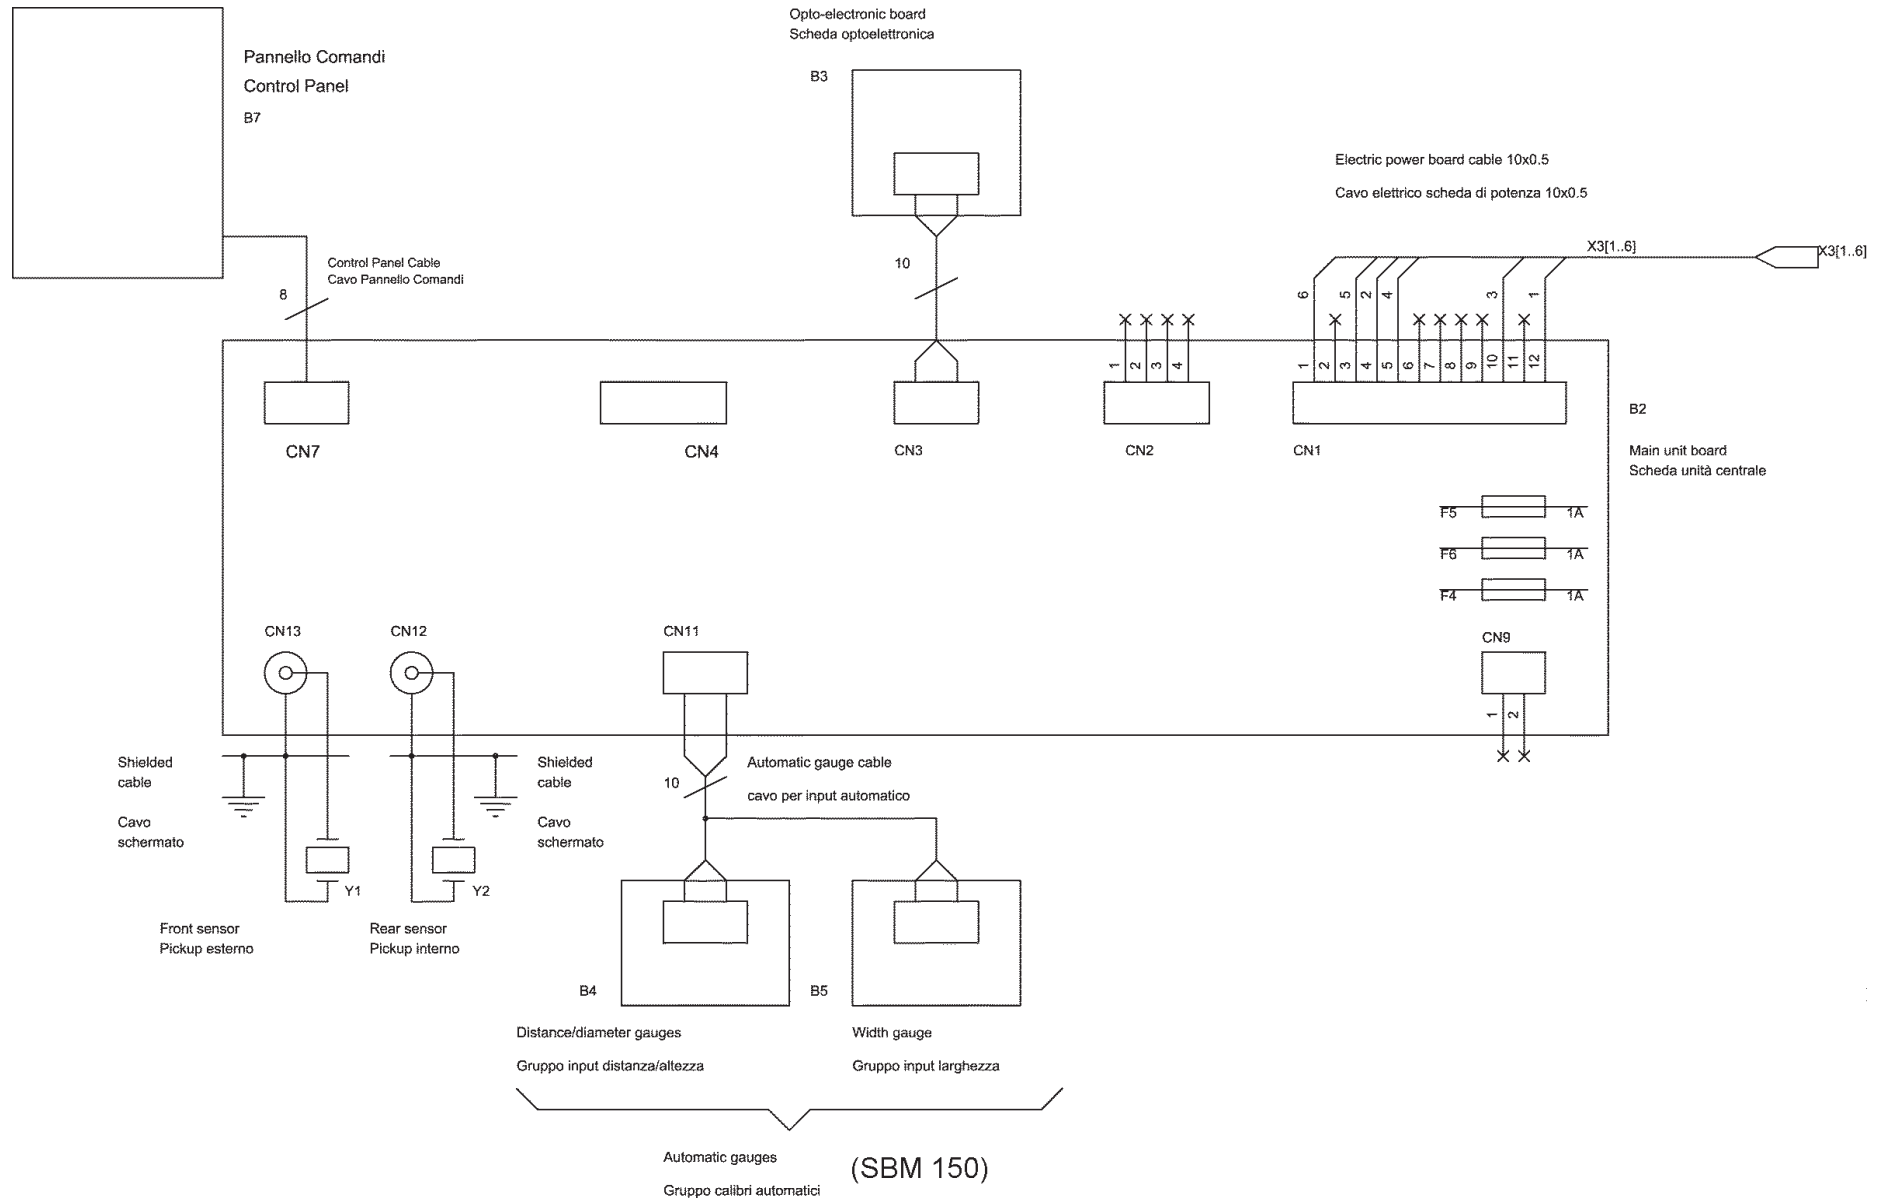 Opto-electronic board
Scheda optoelettronica
B3
Pannello Comandi
Control Panel
B7
Electric power board cable 10x0.5
Cavo elettrico scheda di potenza 10x0.5
X3[1..6]
X3[1..6]
Control Panel Cable
Cavo Pannello Comandi
8
10
6 5 2 4 3 1
1 2 3 4
1 2 3 4 5 6 7 8 9 10 11 12
CN7
CN4
CN3
CN2
CN1
B2
Main unit board
Scheda unità centrale
F5 1A
F6 1A
F4 1A
CN13
CN12
CN11
CN9
1 2
Shielded
cable
Cavo
schermato
Shielded
cable
Cavo
schermato
10
Automatic gauge cable
cavo per input automatico
Y1
Y2
Front sensor
Pickup esterno
Rear sensor
Pickup interno
B4
B5
Distance/diameter gauges
Gruppo input distanza/altezza
Width gauge
Gruppo input larghezza
Automatic gauges
Gruppo calibri automatici
(SBM 150)